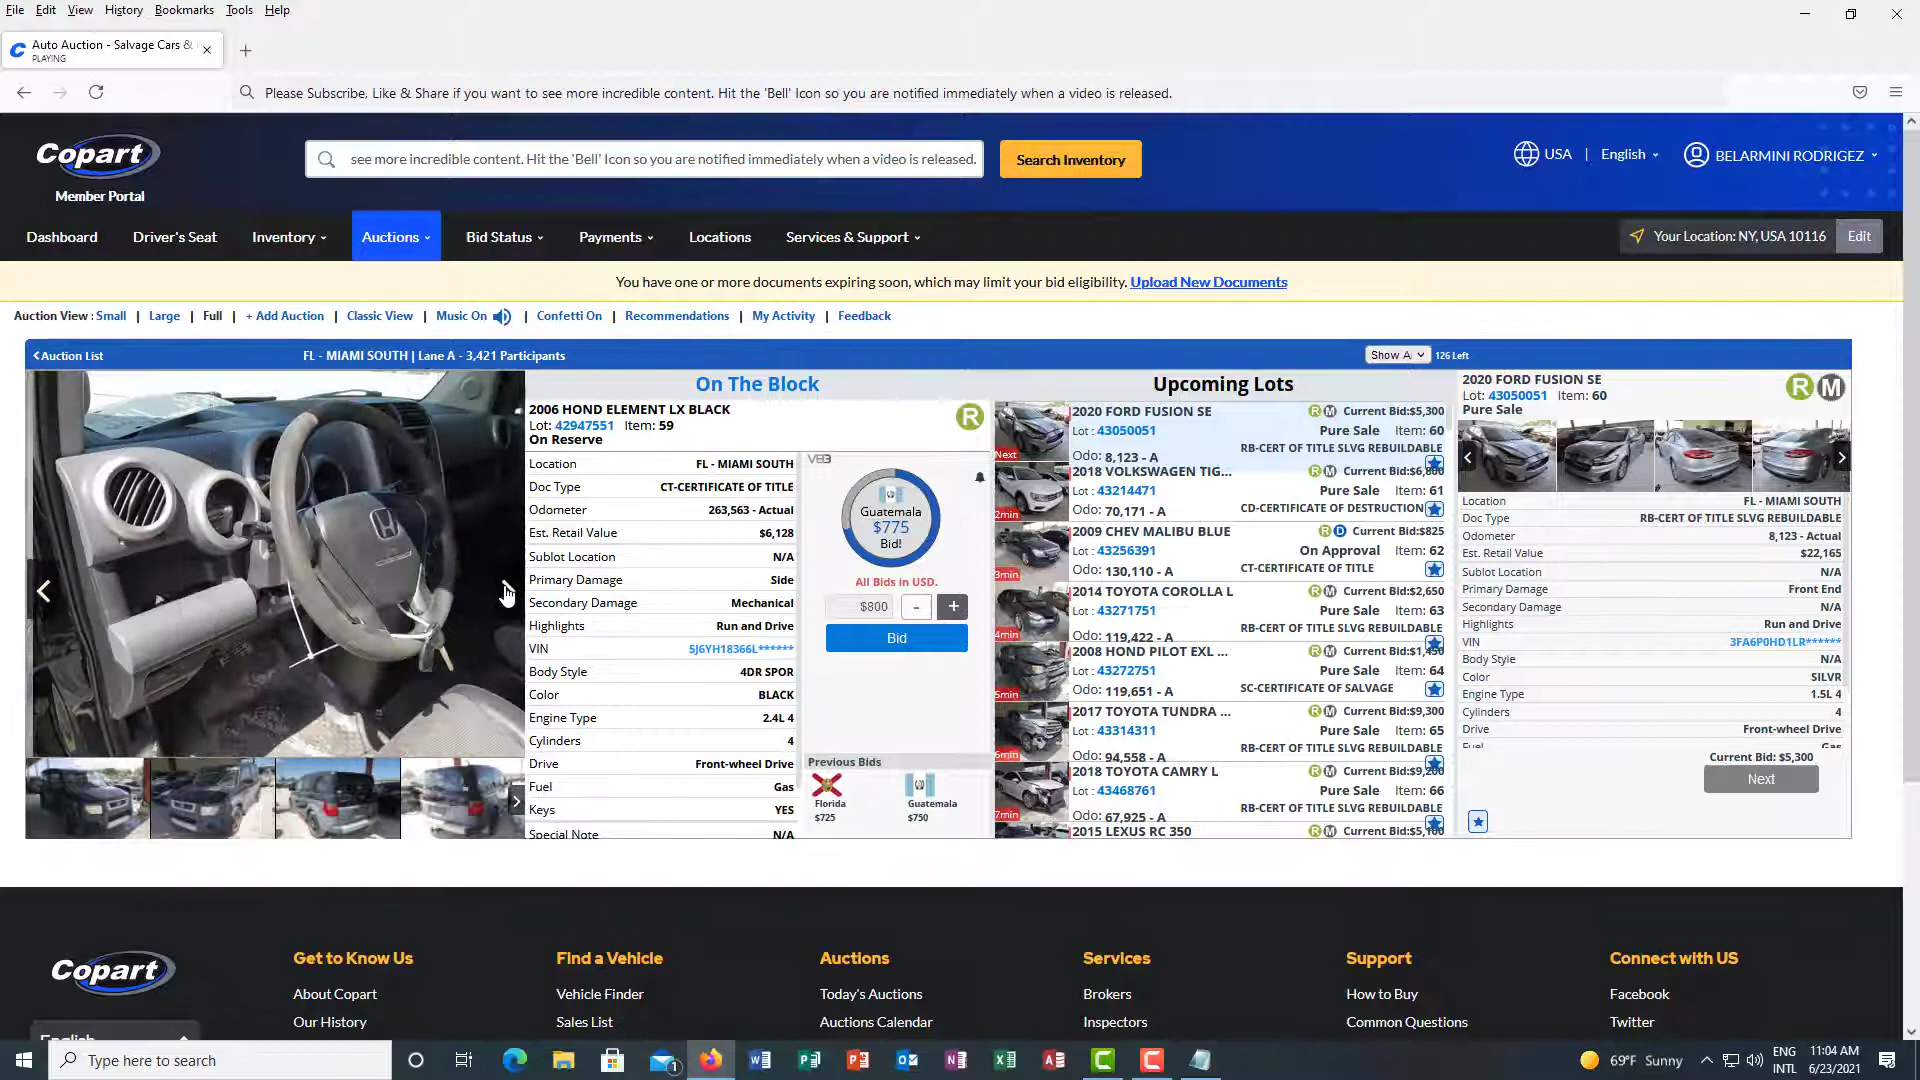 File Edit View History Bookmarks Tools Help
Auto Auction - Salvage Cars &
PLAYING
Please Subscribe, Like & Share if you want to see more incredible content. Hit the 'Bell' Icon so you are notified immediately when a video is released.
Copart
Member Portal
see more incredible content. Hit the 'Bell' Icon so you are notified immediately when a video is released.
Search Inventory
USA | English
BELARMINI RODRIGEZ
Dashboard Driver's Seat Inventory Auctions Bid Status Payments Locations Services & Support
Your Location: NY, USA 10116 Edit
You have one or more documents expiring soon, which may limit your bid eligibility. Upload New Documents
Auction View : Small | Large | Full | + Add Auction | Classic View | Music On | Confetti On | Recommendations | My Activity | Feedback
Auction List
FL - MIAMI SOUTH | Lane A - 3,421 Participants
Show A 126 Left
On The Block
2006 HOND ELEMENT LX BLACK
Lot: 42947551 Item: 59
On Reserve
R
Location FL - MIAMI SOUTH
Doc Type CT-CERTIFICATE OF TITLE
Odometer 263,563 - Actual
Est. Retail Value $6,128
Sublot Location N/A
Primary Damage Side
Secondary Damage Mechanical
Highlights Run and Drive
VIN 5J6YH18366L******
Body Style 4DR SPOR
Color BLACK
Engine Type 2.4L 4
Cylinders 4
Drive Front-wheel Drive
Fuel Gas
Keys YES
Special Note N/A
VB3
Guatemala
$775
Bid!
All Bids in USD.
$800 - +
Bid
Previous Bids
Florida
$725
Guatemala
$750
Upcoming Lots
2020 FORD FUSION SE R M Current Bid:$5,300
Lot : 43050051 Pure Sale Item: 60
RB-CERT OF TITLE SLVG REBUILDABLE
Next Odo: 8,123 - A
2018 VOLKSWAGEN TIG... R M Current Bid:$6,800
Lot : 43214471 Pure Sale Item: 61
2min Odo: 70,171 - A CD-CERTIFICATE OF DESTRUCTION
2009 CHEV MALIBU BLUE R D Current Bid:$825
Lot : 43256391 On Approval Item: 62
3min Odo: 130,110 - A CT-CERTIFICATE OF TITLE
2014 TOYOTA COROLLA L R M Current Bid:$2,650
Lot : 43271751 Pure Sale Item: 63
RB-CERT OF TITLE SLVG REBUILDABLE
4min Odo: 119,422 - A
2008 HOND PILOT EXL ... R M Current Bid:$1,450
Lot : 43272751 Pure Sale Item: 64
5min Odo: 119,651 - A SC-CERTIFICATE OF SALVAGE
2017 TOYOTA TUNDRA ... R M Current Bid:$9,300
Lot : 43314311 Pure Sale Item: 65
RB-CERT OF TITLE SLVG REBUILDABLE
6min Odo: 94,558 - A
2018 TOYOTA CAMRY L R M Current Bid:$9,200
Lot : 43468761 Pure Sale Item: 66
RB-CERT OF TITLE SLVG REBUILDABLE
7min Odo: 67,925 - A
2015 LEXUS RC 350 R M Current Bid:$5,100
2020 FORD FUSION SE
Lot: 43050051 Item: 60
Pure Sale
R M
Location FL - MIAMI SOUTH
Doc Type RB-CERT OF TITLE SLVG REBUILDABLE
Odometer 8,123 - Actual
Est. Retail Value $22,165
Sublot Location N/A
Primary Damage Front End
Secondary Damage N/A
Highlights Run and Drive
VIN 3FA6P0HD1LR******
Body Style N/A
Color SILVR
Engine Type 1.5L 4
Cylinders 4
Drive Front-wheel Drive
Fuel Gas
Current Bid: $5,300
Next
Copart
English
Get to Know Us
About Copart
Our History
Find a Vehicle
Vehicle Finder
Sales List
Auctions
Today's Auctions
Auctions Calendar
Services
Brokers
Inspectors
Support
How to Buy
Common Questions
Connect with US
Facebook
Twitter
Type here to search
69°F Sunny
ENG
INTL
11:04 AM
6/23/2021